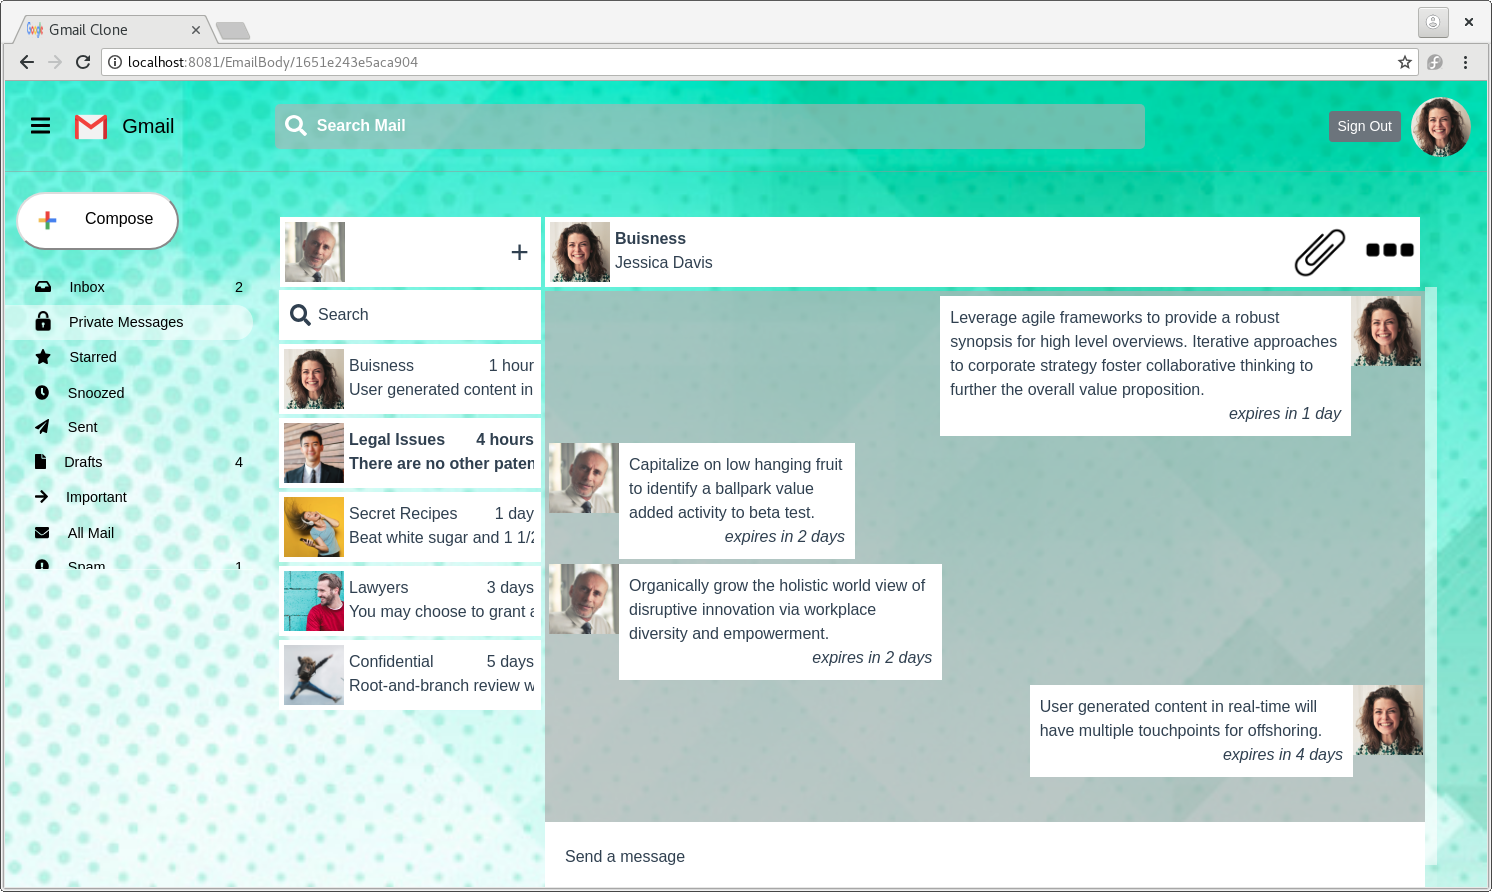 Gmail Clone
localhost:8081/EmailBody/1651e243e5aca904
Gmail
Search Mail
Sign Out
Compose
Inbox 2
Private Messages
Starred
Snoozed
Sent
Drafts 4
Important
All Mail
Spam 1
+
Search
Buisness 1 hour
User generated content in
Legal Issues 4 hours
There are no other paten
Secret Recipes 1 day
Beat white sugar and 1 1/2
Lawyers 3 days
You may choose to grant a
Confidential 5 days
Root-and-branch review w
Buisness
Jessica Davis
Leverage agile frameworks to provide a robust
synopsis for high level overviews. Iterative approaches
to corporate strategy foster collaborative thinking to
further the overall value proposition.
expires in 1 day
Capitalize on low hanging fruit
to identify a ballpark value
added activity to beta test.
expires in 2 days
Organically grow the holistic world view of
disruptive innovation via workplace
diversity and empowerment.
expires in 2 days
User generated content in real-time will
have multiple touchpoints for offshoring.
expires in 4 days
Send a message